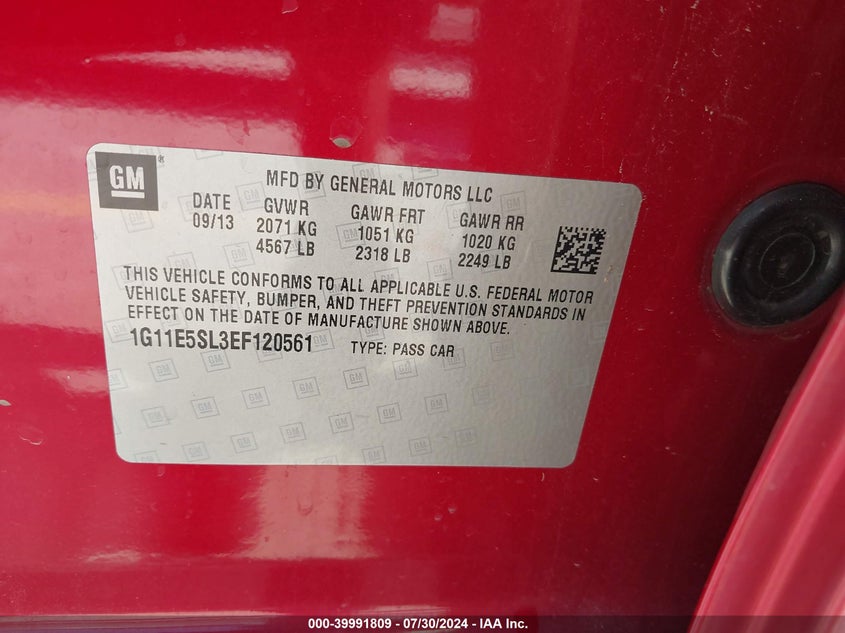 GM
MFD BY GENERAL MOTORS LLC
DATE GVWR GAWR FRT GAWR RR
09/13 2071 KG 1051 KG 1020 KG
4567 LB 2318 LB 2249 LB
THIS VEHICLE CONFORMS TO ALL APPLICABLE U.S. FEDERAL MOTOR
VEHICLE SAFETY, BUMPER, AND THEFT PREVENTION STANDARDS IN
EFFECT ON THE DATE OF MANUFACTURE SHOWN ABOVE.
1G11E5SL3EF120561 TYPE: PASS CAR
000-39991809 / 07/30/2024 - IAA Inc.